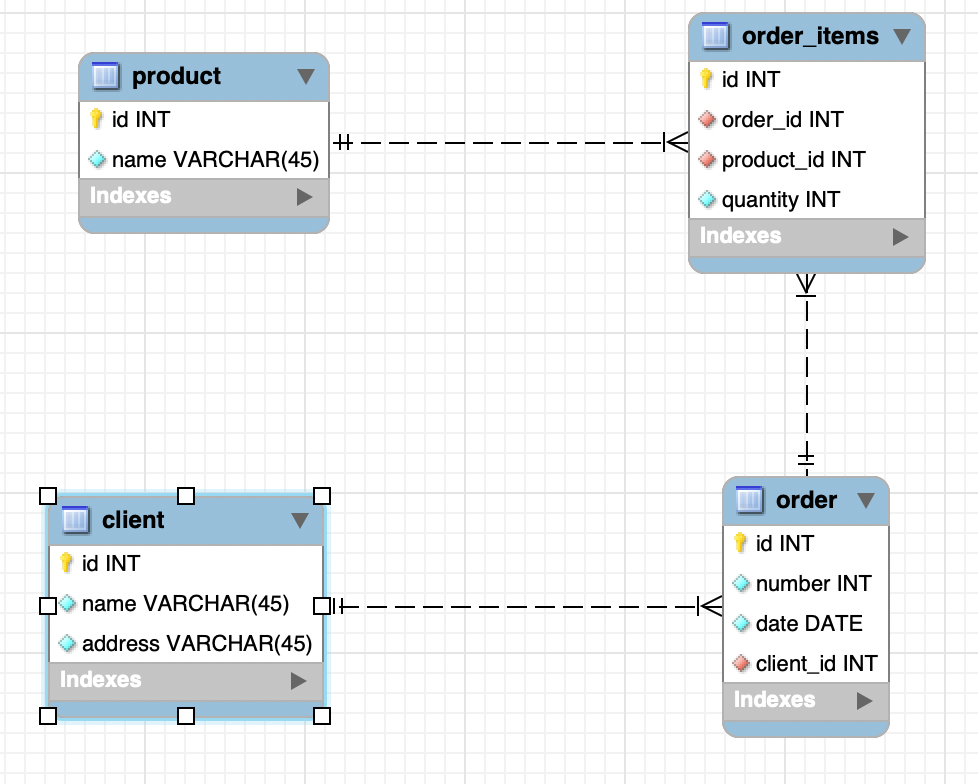 product
id INT
name VARCHAR(45)
Indexes
order_items
id INT
order_id INT
product_id INT
quantity INT
Indexes
client
id INT
name VARCHAR(45)
address VARCHAR(45)
Indexes
order
id INT
number INT
date DATE
client_id INT
Indexes